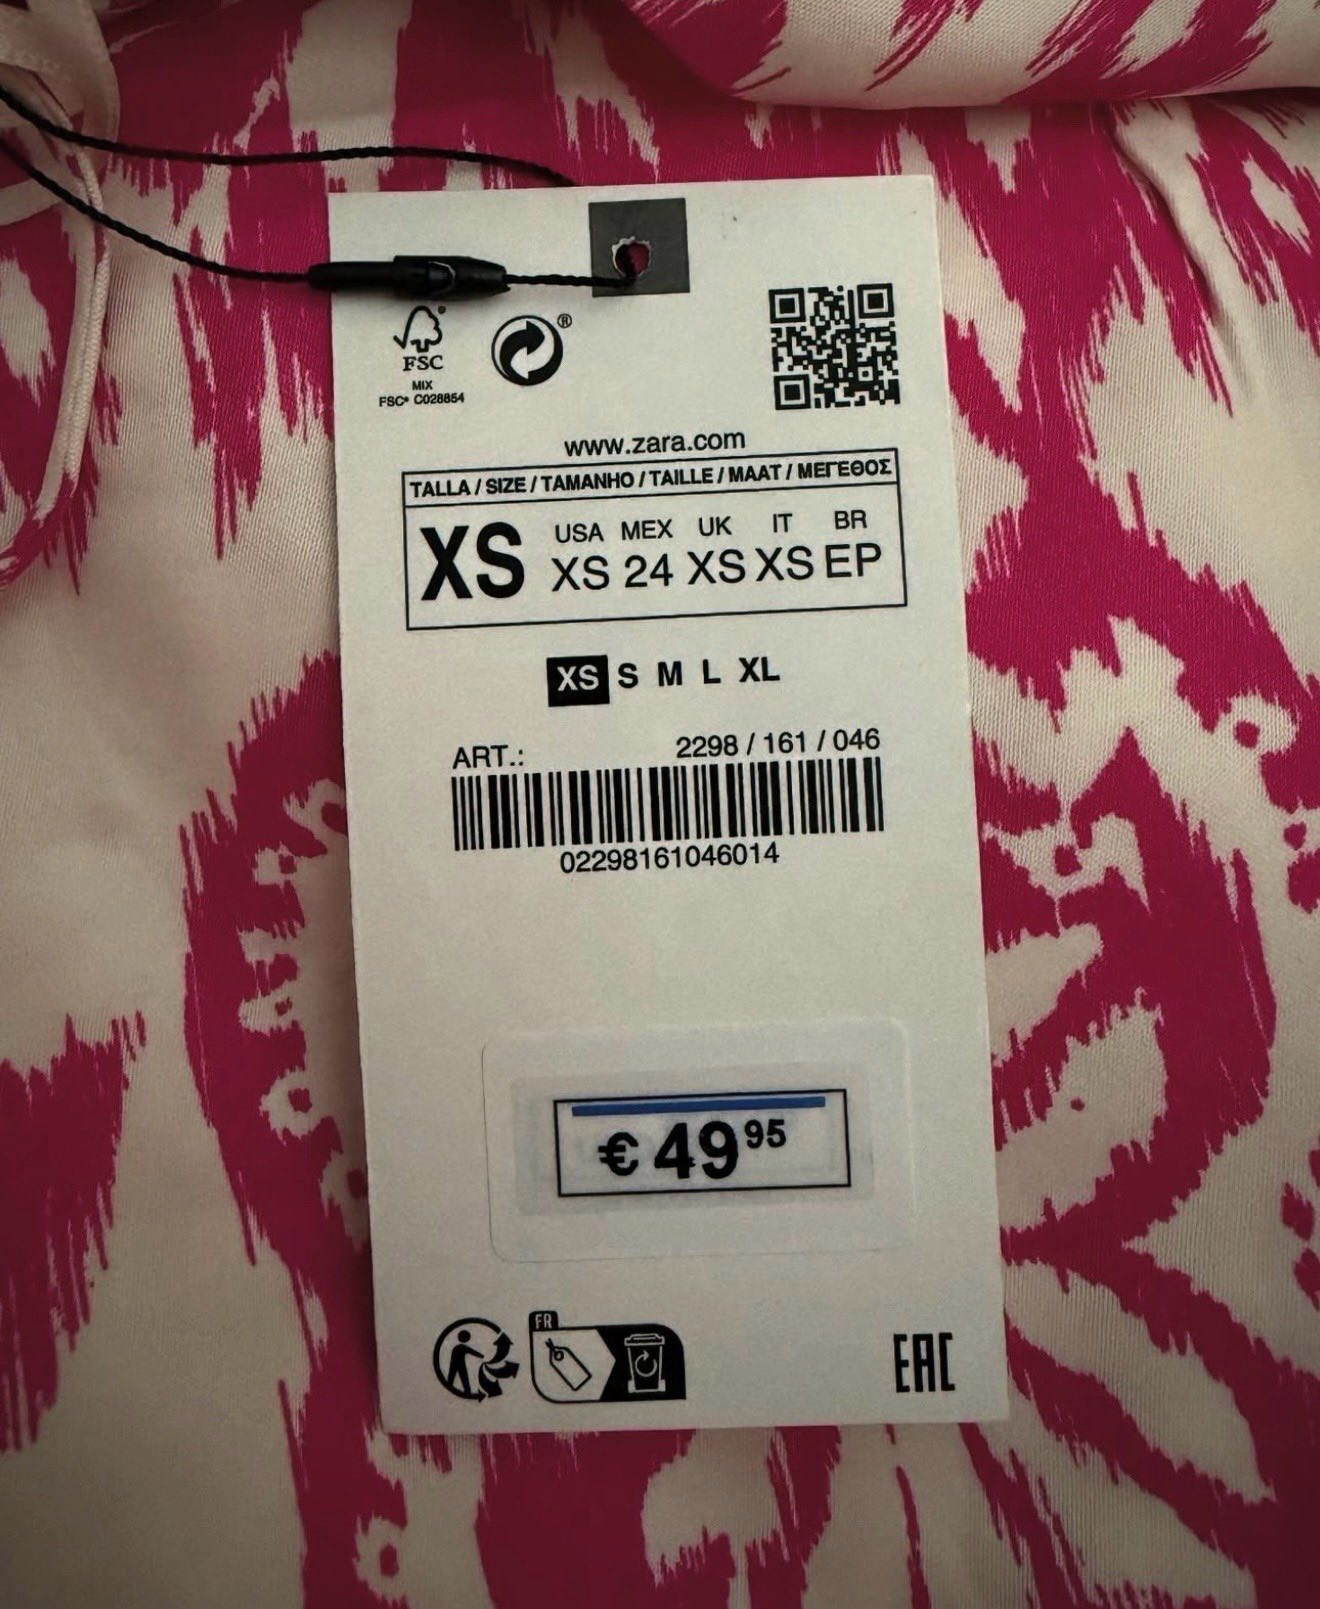 FSC®
MIX
FSC® C028854
®
www.zara.com
TALLA / SIZE / TAMANHO / TAILLE / MAAT / ΜΕΓΕΘΟΣ
XS
USA MEX UK IT BR
XS 24 XS XS EP
XS S M L XL
ART.: 2298 / 161 / 046
02298161046014
€ 49 95
FR
EAC